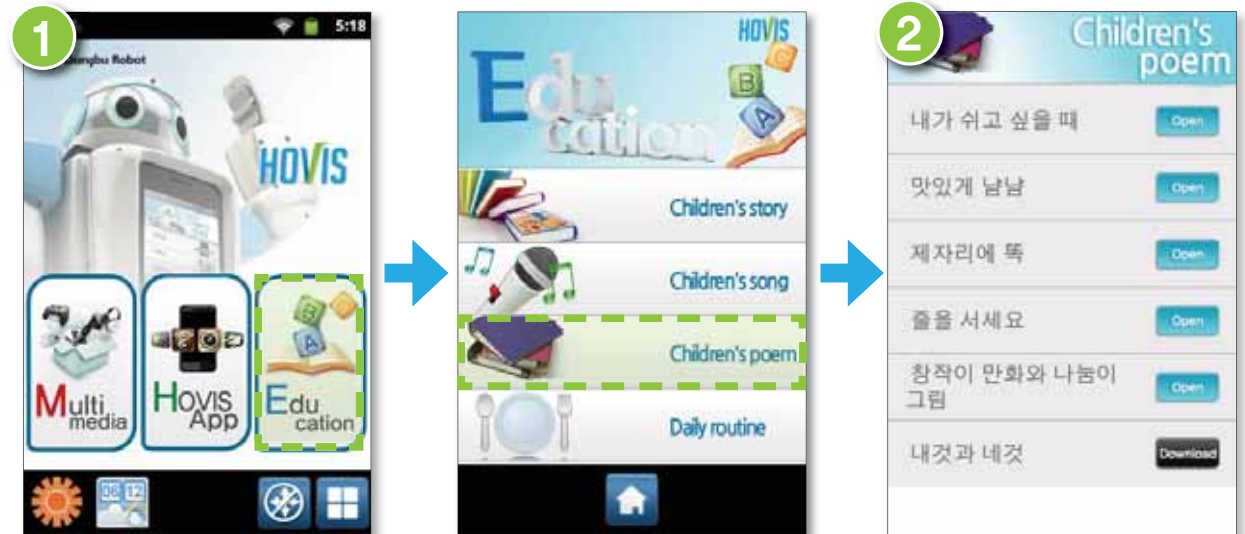 1
5:18
Dongbu Robot
HOVIS
Multi
media
HOVIS
App
Edu
cation
06 12
HOVIS
Edu
cation
A B C
Children's story
Children's song
Children's poem
Daily routine
2
Children's
poem
내가 쉬고 싶을 때
Open
맛있게 냠냠
Open
제자리에 똑
Open
줄을 서세요
Open
창작이 만화와 나눔이
그림
Open
내것과 네것
Download